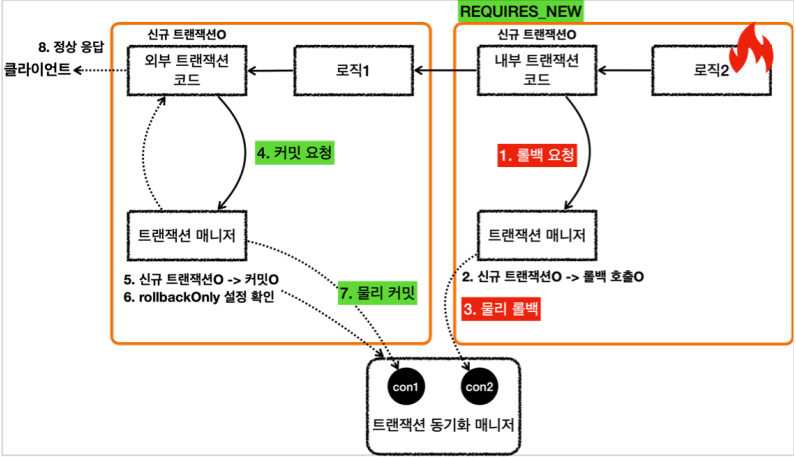 REQUIRES_NEW
신규 트랜잭션O
신규 트랜잭션O
8. 정상 응답
클라이언트
외부 트랜잭션
코드
로직1
내부 트랜잭션
코드
로직2
4. 커밋 요청
1. 롤백 요청
트랜잭션 매니저
트랜잭션 매니저
5. 신규 트랜잭션O -> 커밋O
6. rollbackOnly 설정 확인
2. 신규 트랜잭션O -> 롤백 호출O
7. 물리 커밋
3. 물리 롤백
con1
con2
트랜잭션 동기화 매니저